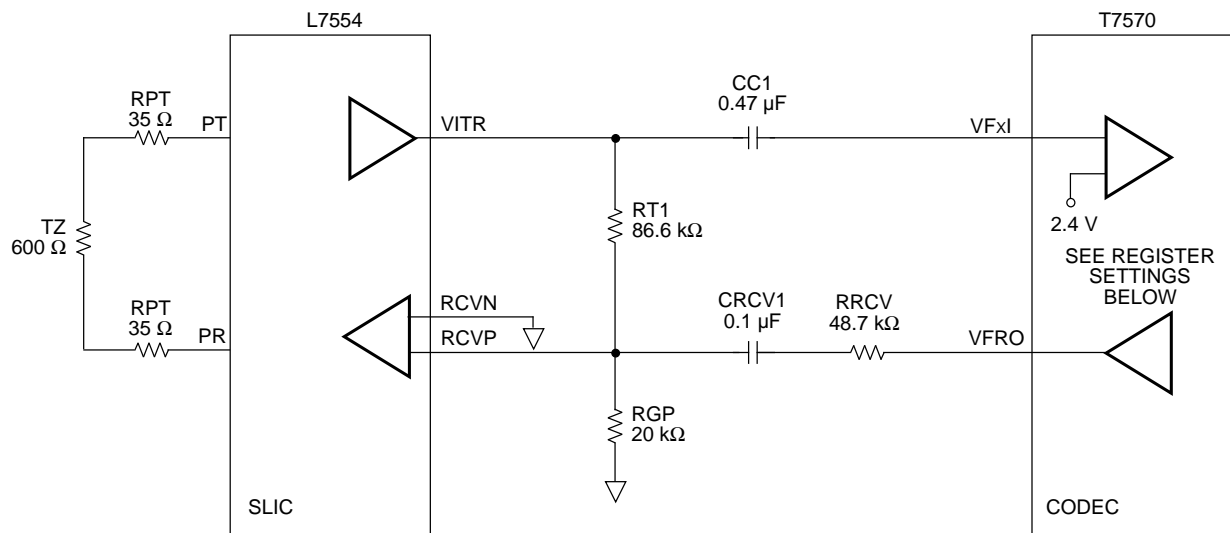 L7554
T7570
RPT
35 Ω
PT
VITR
CC1
0.47 µF
VFxI
2.4 V
TZ
600 Ω
RT1
86.6 kΩ
SEE REGISTER
SETTINGS
BELOW
RPT
35 Ω
PR
RCVN
RCVP
CRCV1
0.1 µF
RRCV
48.7 kΩ
VFRO
RGP
20 kΩ
SLIC
CODEC